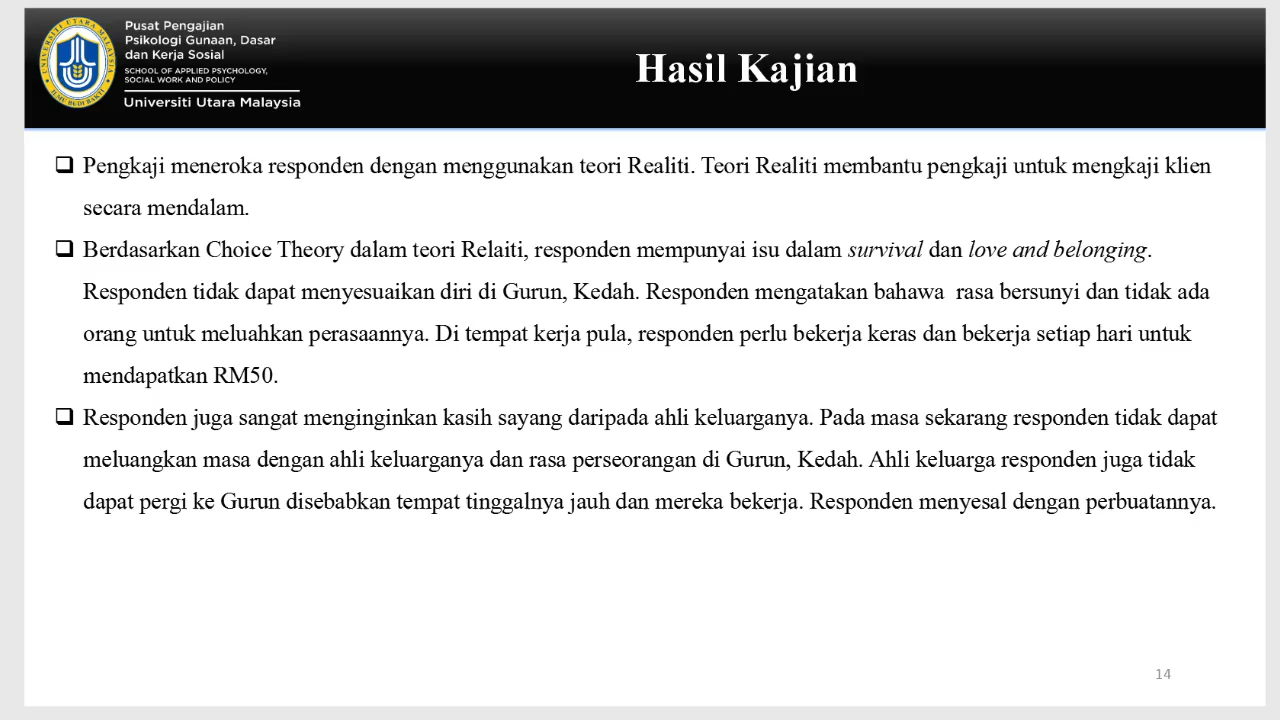 Pusat Pengajian
Psikologi Gunaan, Dasar
dan Kerja Sosial
SCHOOL OF APPLIED PSYCHOLOGY,
SOCIAL WORK AND POLICY
Universiti Utara Malaysia
UNIVERSITI UTARA MALAYSIA
ILMU BUDI BAKTI
Hasil Kajian
Pengkaji meneroka responden dengan menggunakan teori Realiti. Teori Realiti membantu pengkaji untuk mengkaji klien
secara mendalam.
Berdasarkan Choice Theory dalam teori Relaiti, responden mempunyai isu dalam survival dan love and belonging.
Responden tidak dapat menyesuaikan diri di Gurun, Kedah. Responden mengatakan bahawa  rasa bersunyi dan tidak ada
orang untuk meluahkan perasaannya. Di tempat kerja pula, responden perlu bekerja keras dan bekerja setiap hari untuk
mendapatkan RM50.
Responden juga sangat menginginkan kasih sayang daripada ahli keluarganya. Pada masa sekarang responden tidak dapat
meluangkan masa dengan ahli keluarganya dan rasa perseorangan di Gurun, Kedah. Ahli keluarga responden juga tidak
dapat pergi ke Gurun disebabkan tempat tinggalnya jauh dan mereka bekerja. Responden menyesal dengan perbuatannya.
14